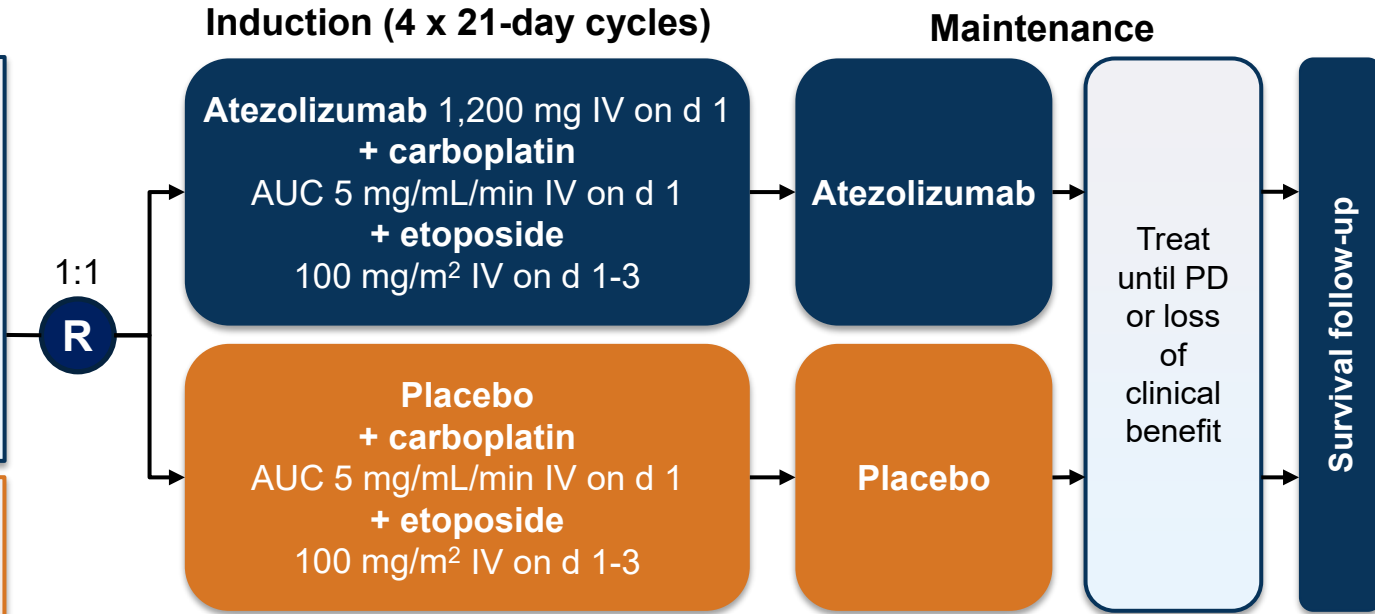 Induction (4 x 21-day cycles)
Maintenance
1:1
R
Atezolizumab 1,200 mg IV on d 1
+ carboplatin
AUC 5 mg/mL/min IV on d 1
+ etoposide
100 mg/m² IV on d 1-3
Atezolizumab
Placebo
+ carboplatin
AUC 5 mg/mL/min IV on d 1
+ etoposide
100 mg/m² IV on d 1-3
Placebo
Treat
until PD
or loss
of
clinical
benefit
Survival follow-up